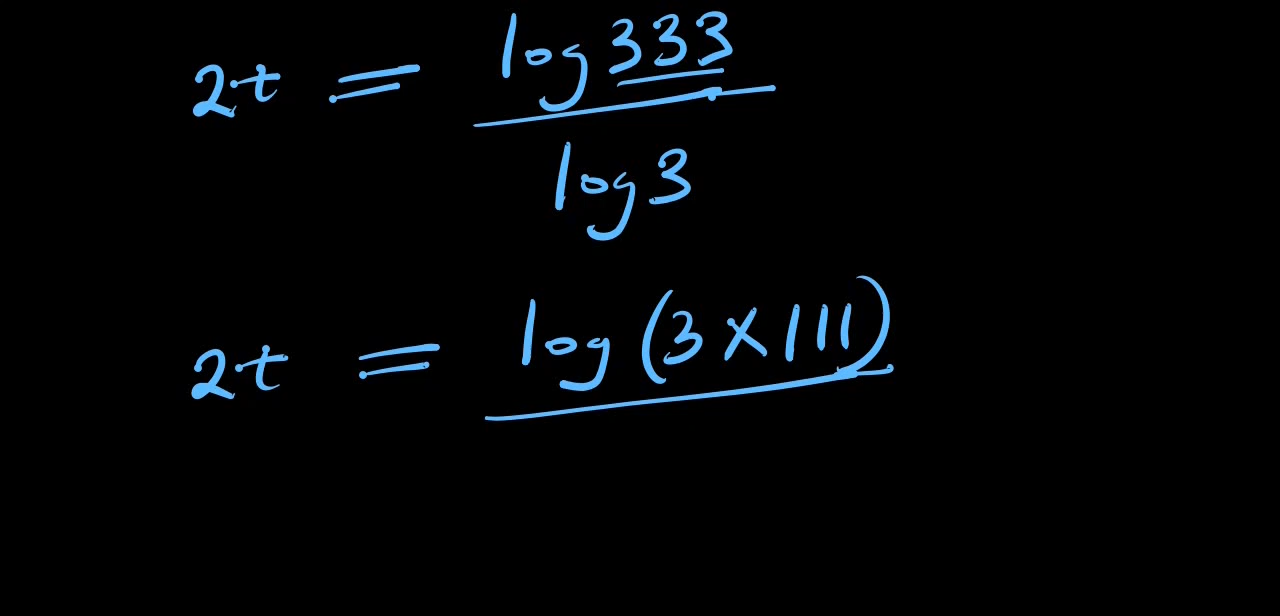 2t = log 333
log 3
2t = log (3 × 111)